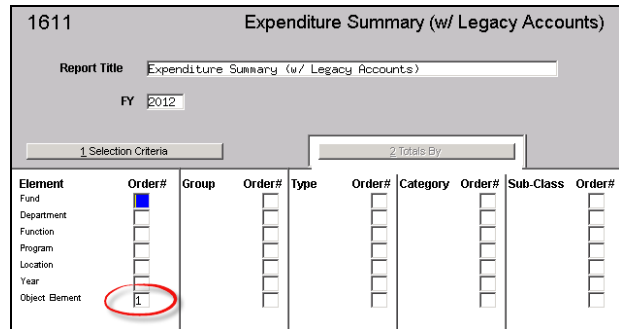 1611 Expenditure Summary (w/ Legacy Accounts)
Report Title Expenditure Summary (w/ Legacy Accounts)
FY 2012
1 Selection Criteria 2 Totals By
Element Order# Group Order# Type Order# Category Order# Sub-Class Order#
Fund
Department
Function
Program
Location
Year
Object Element 1